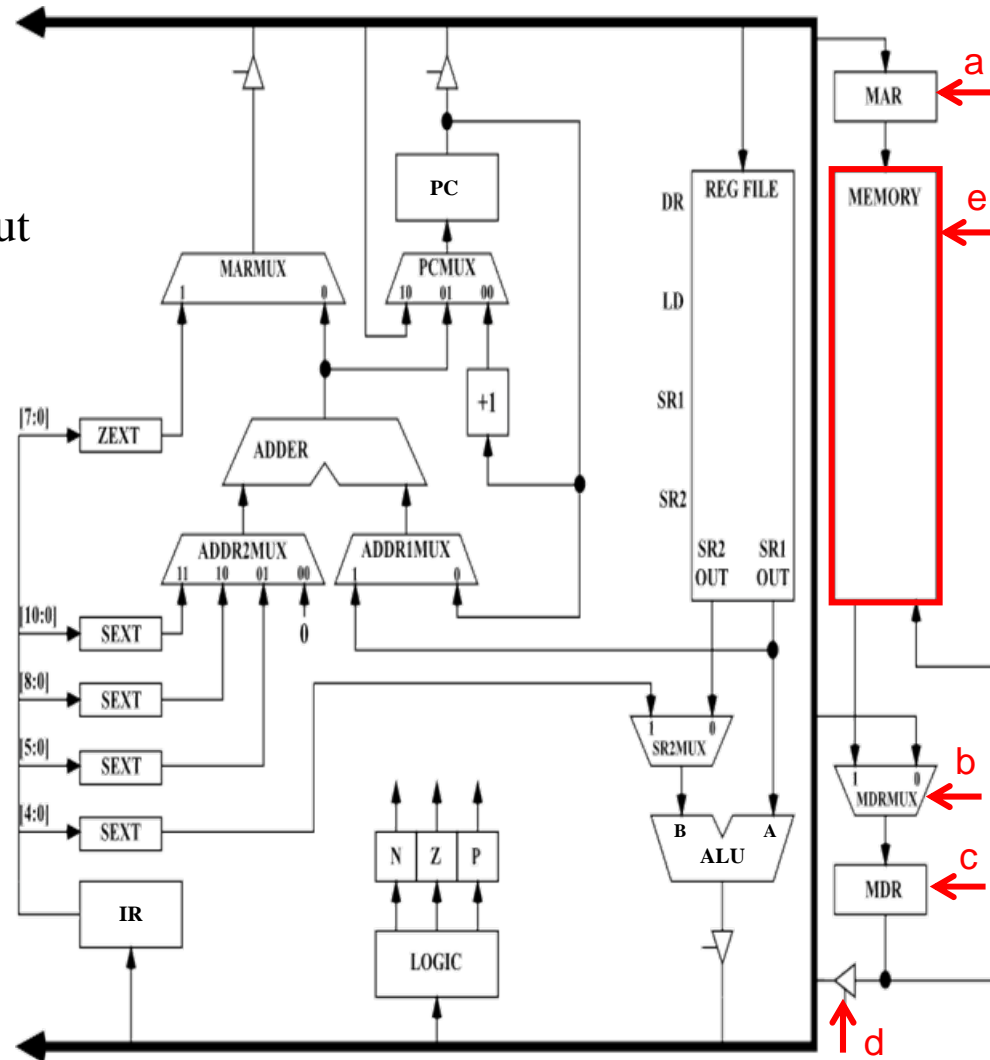 a
MAR
PC
REG FILE
MEMORY
DR
e
ut
MARMUX
1 0
PCMUX
10 01 00
LD
+1
SR1
[7:0]
ZEXT
ADDER
SR2
ADDR2MUX
11 10 01 00
ADDR1MUX
1 0
SR2 OUT
SR1 OUT
[10:0]
SEXT
0
[8:0]
SEXT
1 0
SR2MUX
[5:0]
SEXT
1 0
MDRMUX
b
[4:0]
SEXT
B A
ALU
N Z P
c
MDR
IR
LOGIC
d